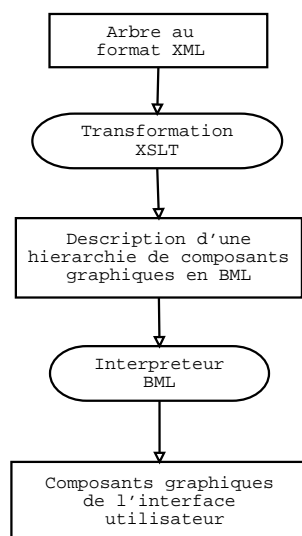 Arbre au
format XML
Transformation
XSLT
Description d'une
hierarchie de composants
graphiques en BML
Interpreteur
BML
Composants graphiques
de l'interface
utilisateur